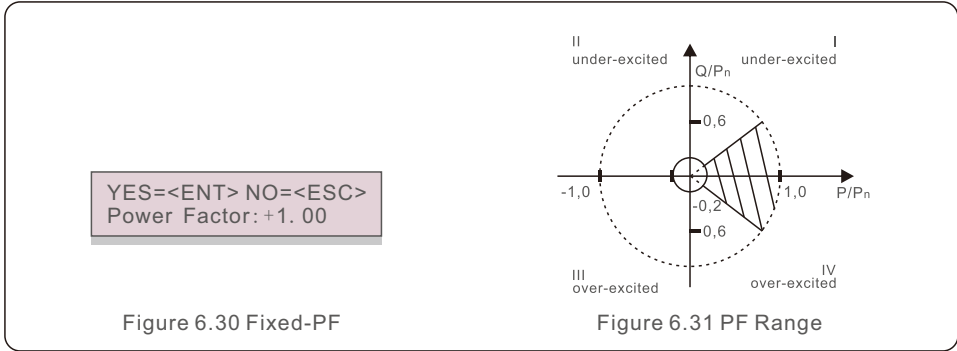 YES=<ENT> NO=<ESC>
Power Factor:+1.00
Figure 6.30 Fixed-PF
II
under-excited
I
under-excited
Q/Pn
0,6
-1,0
1,0
P/Pn
-0,2
0,6
III
over-excited
IV
over-excited
Figure 6.31 PF Range